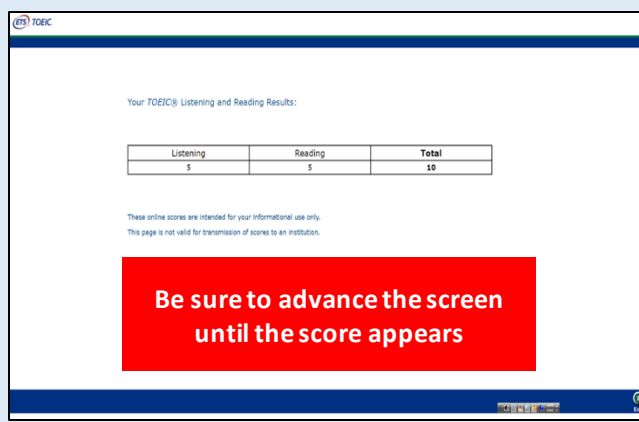 ETS TOEIC
Your TOEIC® Listening and Reading Results:
Listening Reading Total
5 5 10
These online scores are intended for your informational use only.
This page is not valid for transmission of scores to an institution.
Be sure to advance the screen
until the score appears